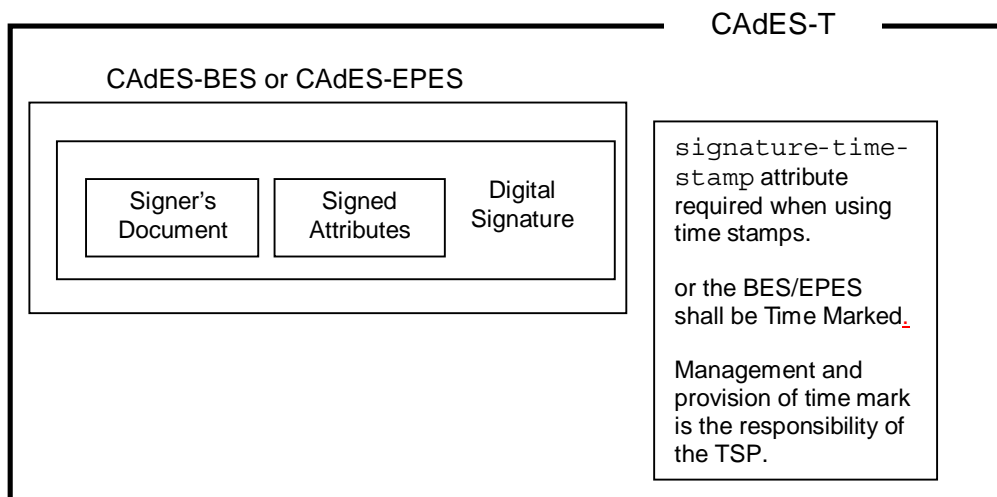 CAdES-T
CAdES-BES or CAdES-EPES
Signer’s
Document
Signed
Attributes
Digital
Signature
signature-time-
stamp attribute
required when using
time stamps.
or the BES/EPES
shall be Time Marked.
Management and
provision of time mark
is the responsibility of
the TSP.